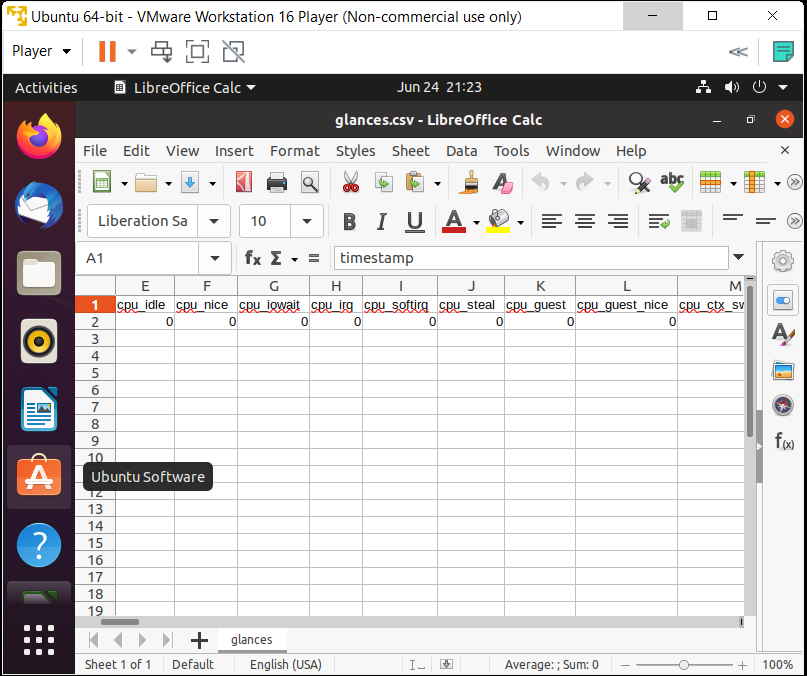 Ubuntu 64-bit - VMware Workstation 16 Player (Non-commercial use only)
Player
Activities LibreOffice Calc Jun 24 21:23
glances.csv - LibreOffice Calc
File Edit View Insert Format Styles Sheet Data Tools Window Help
abc
Liberation Sa 10 B I U A
A1 fx Σ = timestamp
E F G H I J K L M
1 cpu_idle cpu_nice cpu_iowait cpu_irq cpu_softirq cpu_steal cpu_guest cpu_guest_nice cpu_ctx_sw
2 0 0 0 0 0 0 0 0
3
4
5
6
7
8
9
10
Ubuntu Software
12
13
14
15
16
17
18
19
glances
Sheet 1 of 1 Default English (USA) Average: ; Sum: 0 100%